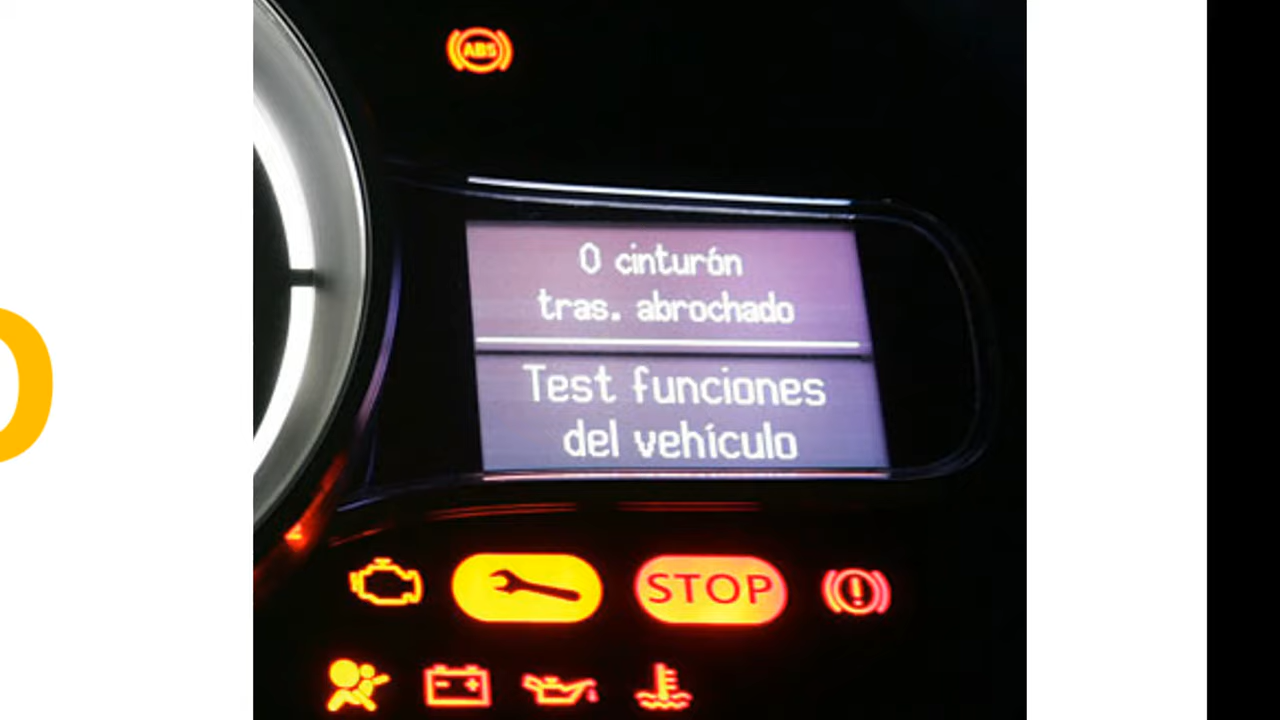 ABS
0 cinturón
tras. abrochado
Test funciones
del vehículo
STOP